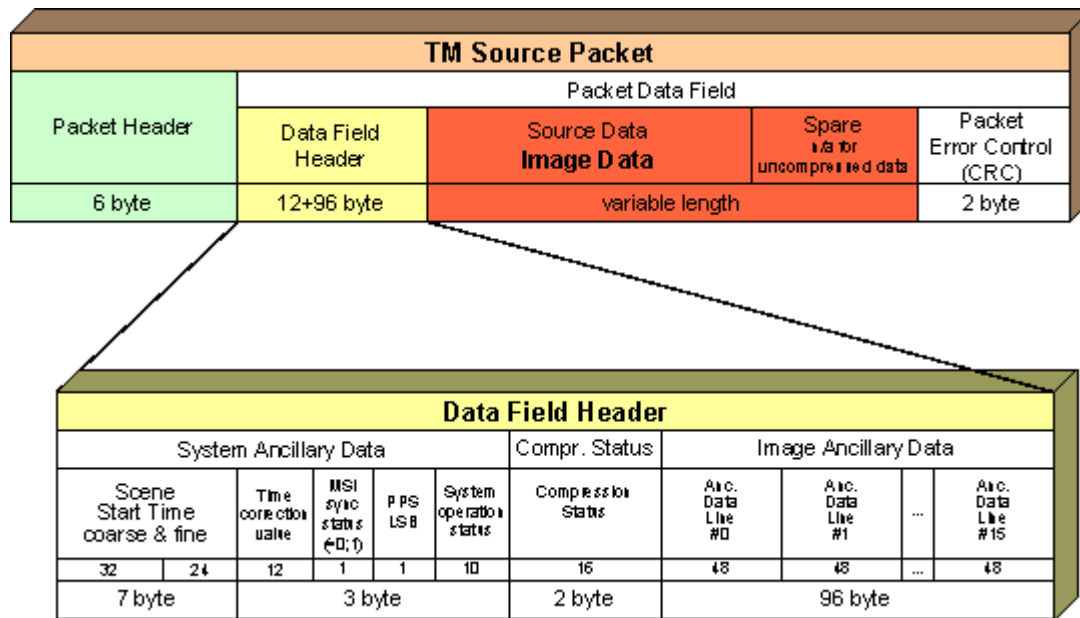 TM Source Packet
Packet Header
Packet Data Field
Data Field
Header
Source Data
Image Data
Spare
n/a for
uncompressed data
Packet
Error Control
(CRC)
6 byte
12+96 byte
variable length
2 byte
Data Field Header
System Ancillary Data
Compr. Status
Image Ancillary Data
Scene
Start Time
coarse & fine
Time
correction
value
MSI
sync
status
PPS
LSB
System
operation
status
Compression
Status
Anc.
Data
Line
#0
Anc.
Data
Line
#1
...
Anc.
Data
Line
#15
32
24
12
1
1
10
16
48
48
...
48
7 byte
3 byte
2 byte
96 byte